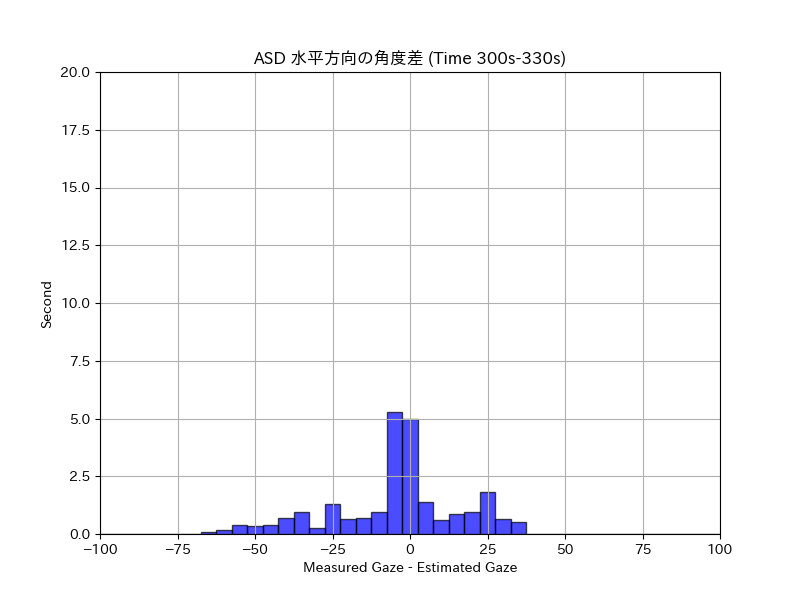 ASD 水平方向の角度差 (Time 300s-330s)
20.0
17.5
15.0
12.5
10.0
7.5
5.0
2.5
0.0
Second
−100 −75 −50 −25 0 25 50 75 100
Measured Gaze - Estimated Gaze